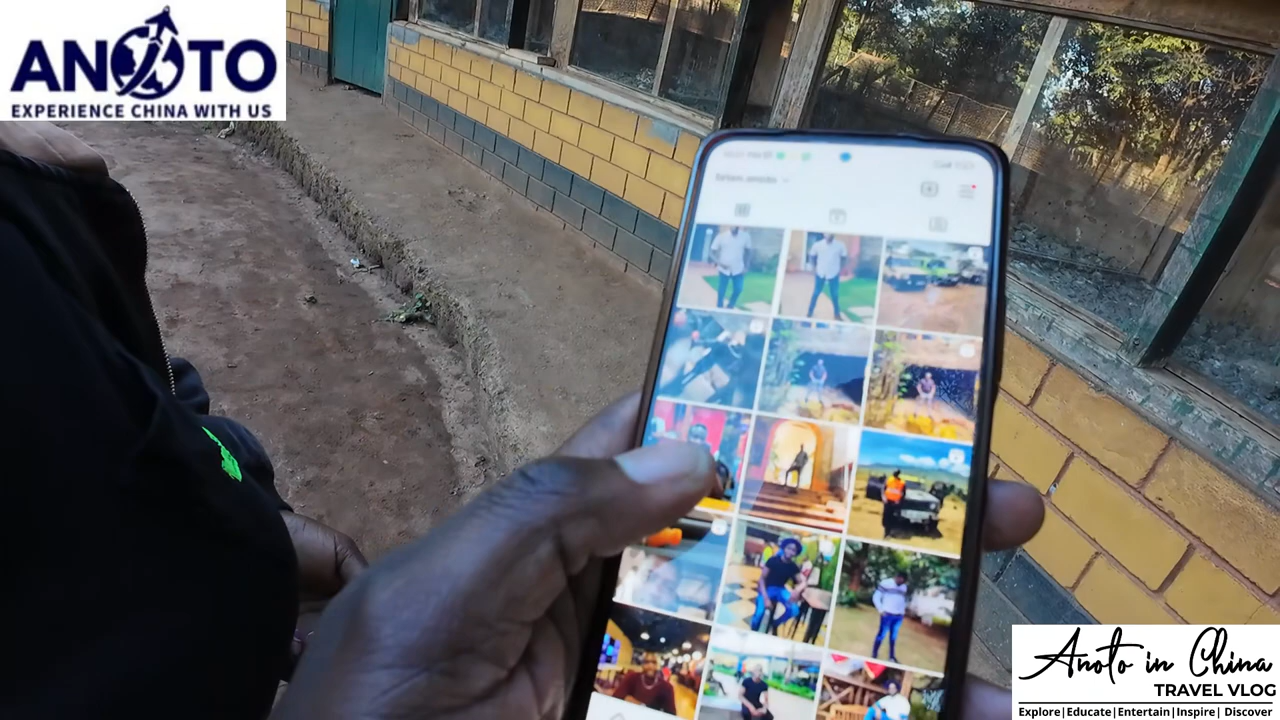 ANOTO
EXPERIENCE CHINA WITH US
Anoto in China
TRAVEL VLOG
Explore|Educate|Entertain|Inspire| Discover